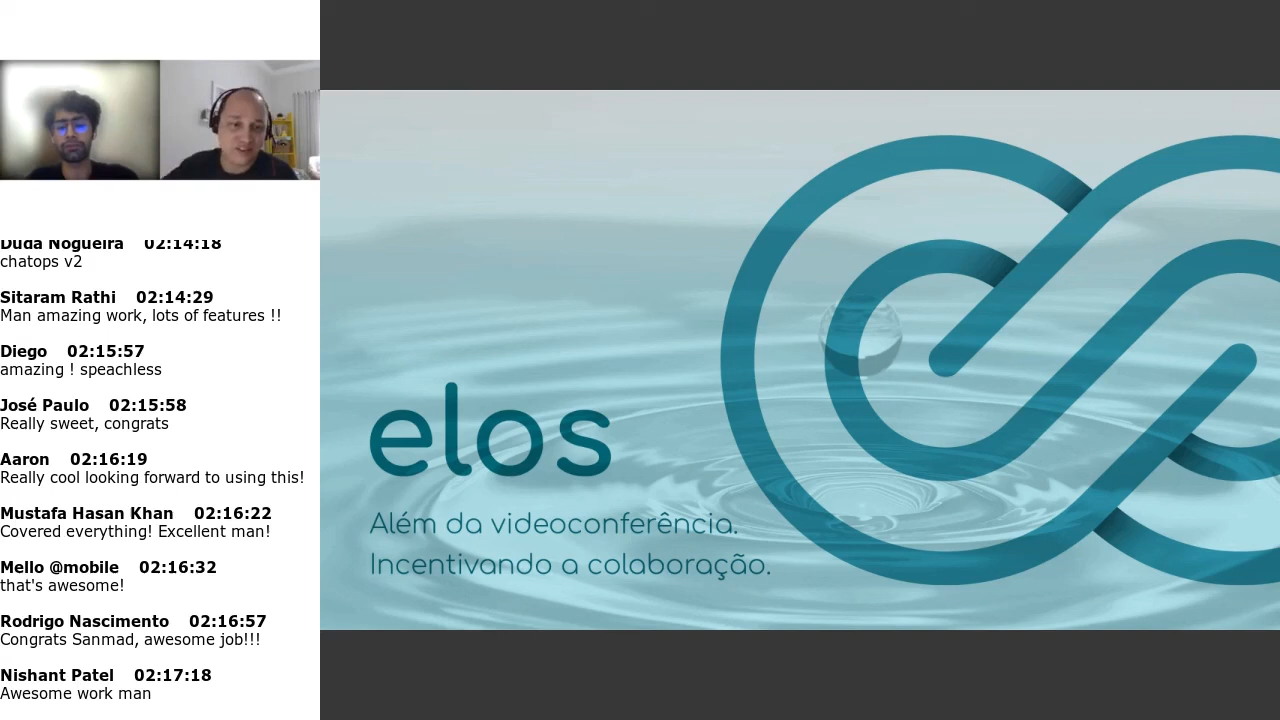 Duda Nogueira 02:14:18
chatops v2
Sitaram Rathi 02:14:29
Man amazing work, lots of features !!
Diego 02:15:57
amazing ! speachless
José Paulo 02:15:58
Really sweet, congrats
Aaron 02:16:19
Really cool looking forward to using this!
Mustafa Hasan Khan 02:16:22
Covered everything! Excellent man!
Mello @mobile 02:16:32
that's awesome!
Rodrigo Nascimento 02:16:57
Congrats Sanmad, awesome job!!!
Nishant Patel 02:17:18
Awesome work man
elos
Além da videoconferência.
Incentivando a colaboração.